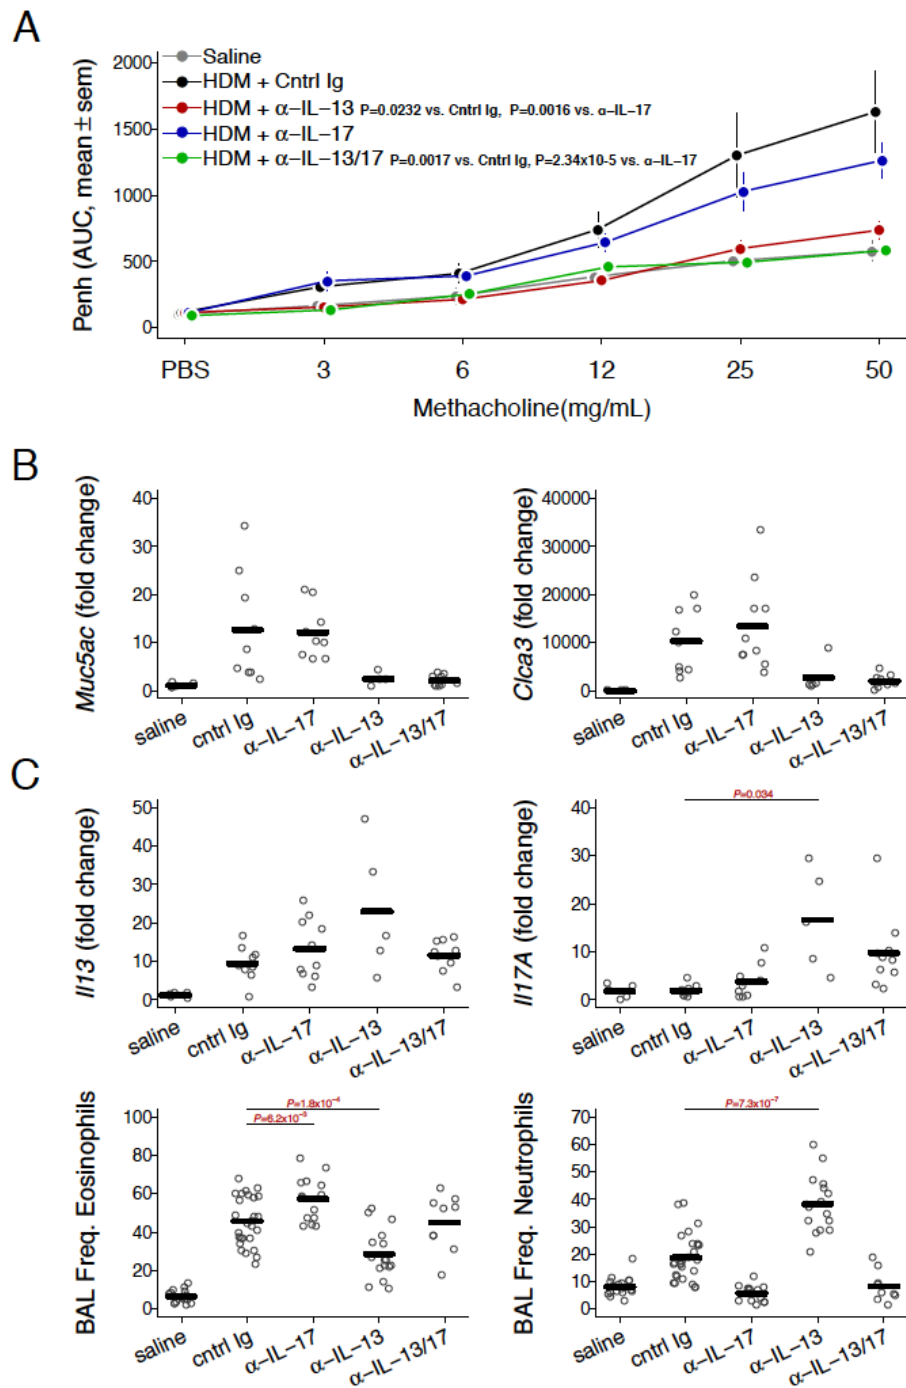 A
Saline
HDM + Cntrl Ig
HDM + α−IL−13 P=0.0232 vs. Cntrl Ig, P=0.0016 vs. α−IL−17
HDM + α−IL−17
HDM + α−IL−13/17 P=0.0017 vs. Cntrl Ig, P=2.34x10-5 vs. α−IL−17
Penh (AUC, mean ± sem)
2000
1500
1000
500
0
PBS 3 6 12 25 50
Methacholine(mg/mL)
B
Muc5ac (fold change)
40
30
20
10
0
saline cntrl Ig α−IL−17 α−IL−13 α−IL−13/17
Clca3 (fold change)
40000
30000
20000
10000
0
saline cntrl Ig α−IL−17 α−IL−13 α−IL−13/17
C
Il13 (fold change)
50
40
30
20
10
0
saline cntrl Ig α−IL−17 α−IL−13 α−IL−13/17
Il17A (fold change)
P=0.034
40
30
20
10
0
saline cntrl Ig α−IL−17 α−IL−13 α−IL−13/17
BAL Freq. Eosinophils
P=1.8x10⁻⁴
P=6.2x10⁻³
100
80
60
40
20
0
saline cntrl Ig α−IL−17 α−IL−13 α−IL−13/17
BAL Freq. Neutrophils
P=7.3x10⁻⁷
70
60
50
40
30
20
10
0
saline cntrl Ig α−IL−17 α−IL−13 α−IL−13/17